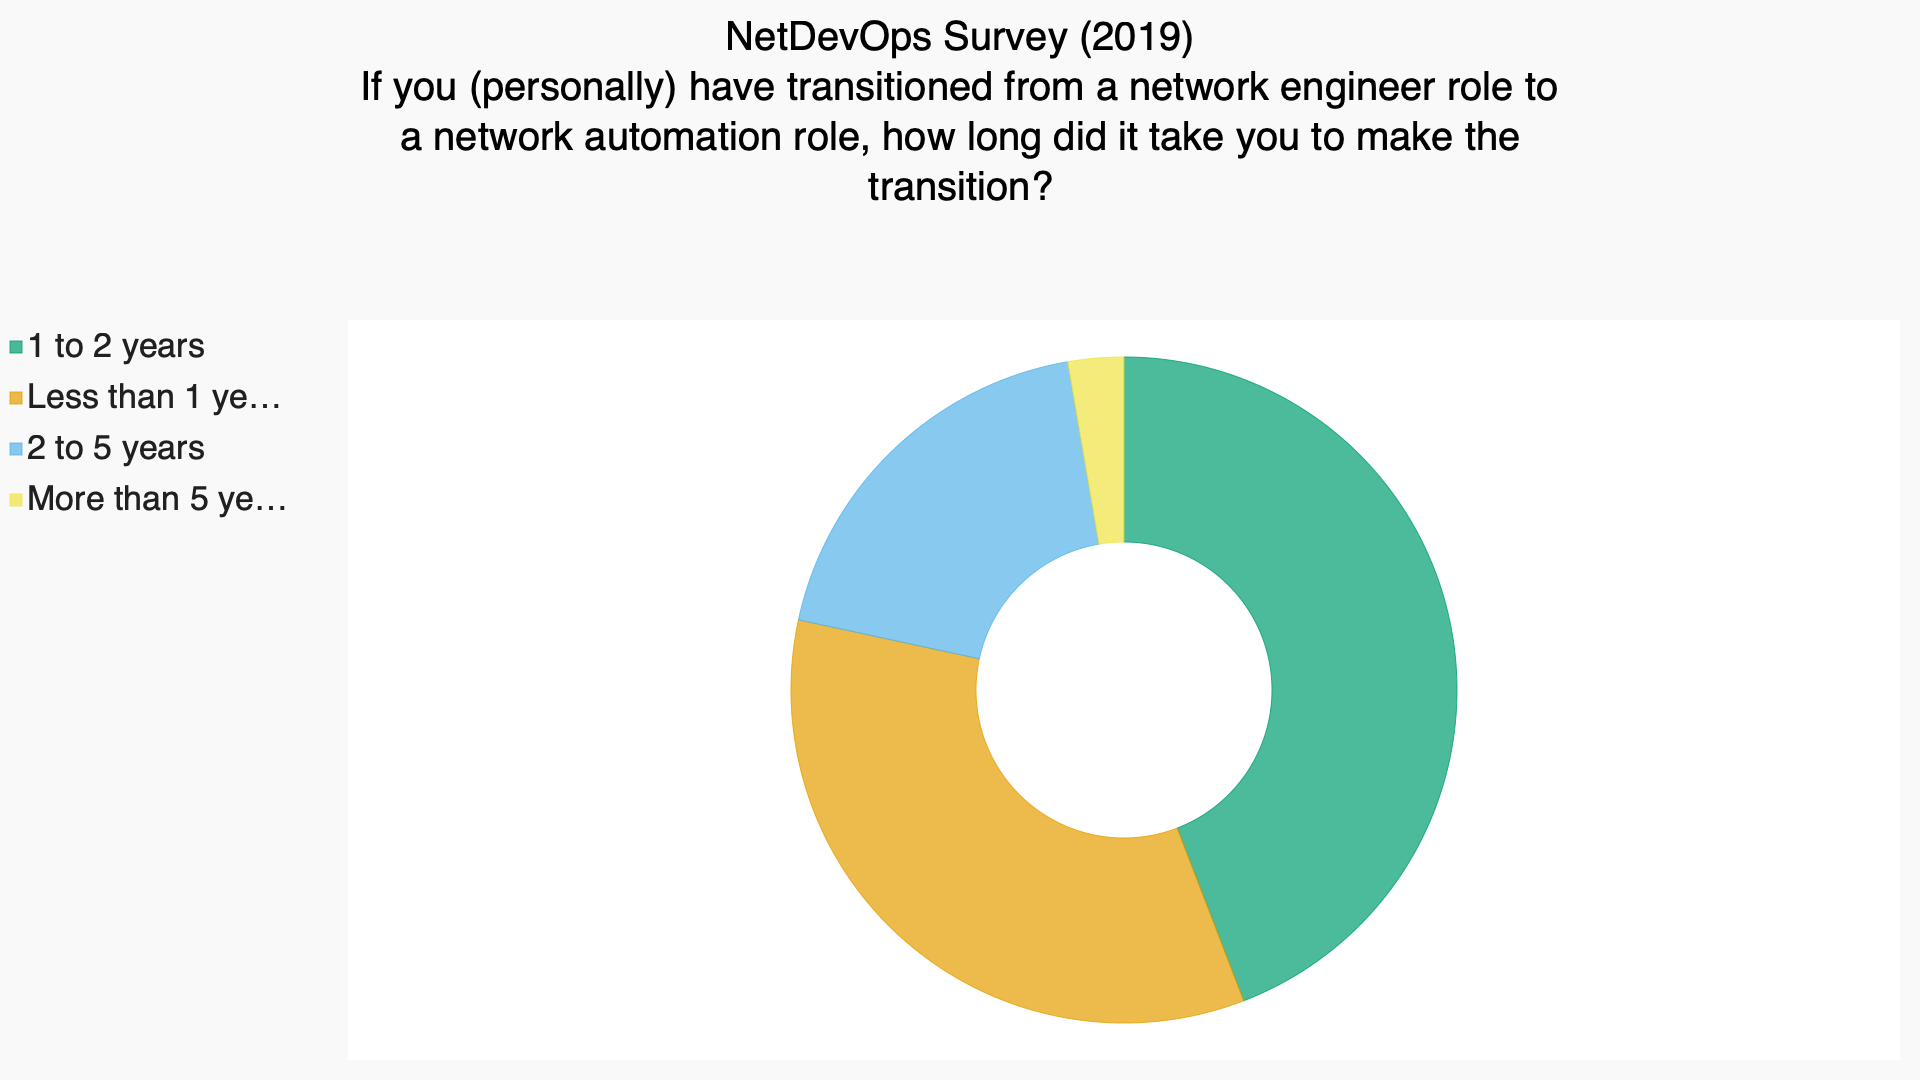 NetDevOps Survey (2019)
If you (personally) have transitioned from a network engineer role to
a network automation role, how long did it take you to make the
transition?
1 to 2 years
Less than 1 ye…
2 to 5 years
More than 5 ye…